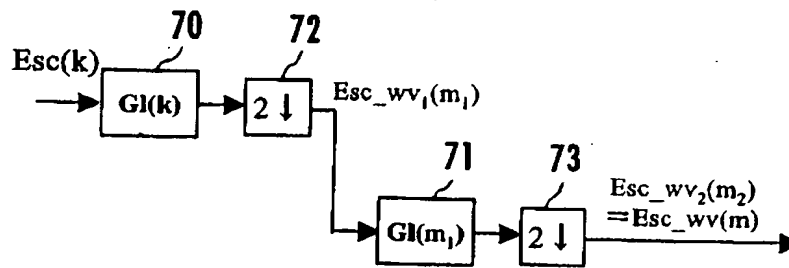 70
72
Esc(k)
Gl(k)
2↓
Esc_wv₁(m₁)
71
73
Gl(m₁)
2↓
Esc_wv₂(m₂)
=Esc_wv(m)